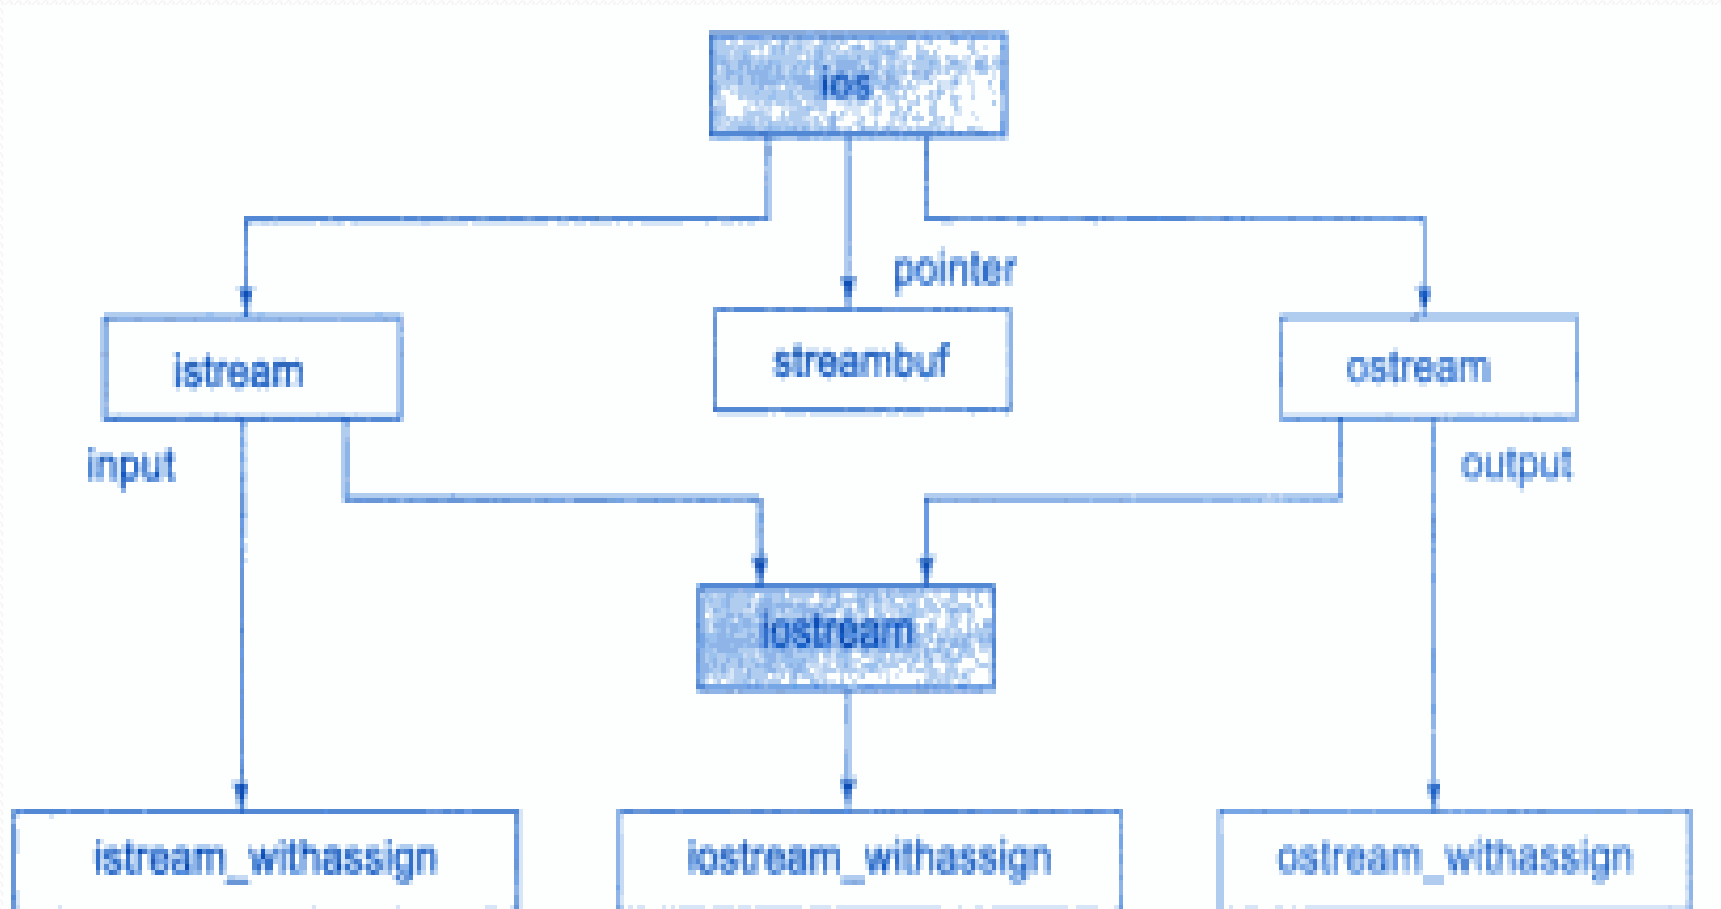 ios
pointer
istream
streambuf
ostream
input
output
iostream
istream_withassign
iostream_withassign
ostream_withassign